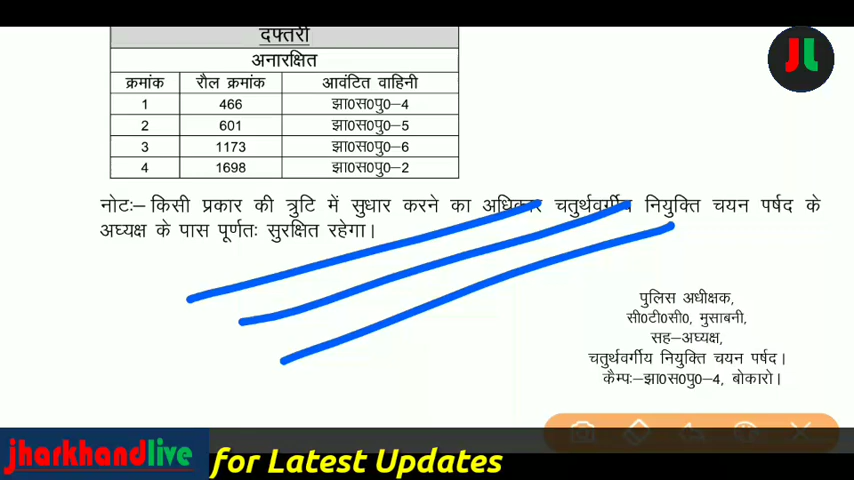 दफ्तरी
अनारक्षित
क्रमांक रौल क्रमांक आवंटित वाहिनी
1 466 झा0स0पु0–4
2 601 झा0स0पु0–5
3 1173 झा0स0पु0–6
4 1698 झा0स0पु0–2
नोटः– किसी प्रकार की त्रुटि में सुधार करने का अधिकार चतुर्थवर्गीय नियुक्ति चयन पर्षद के
अध्यक्ष के पास पूर्णतः सुरक्षित रहेगा।
पुलिस अधीक्षक,
सी0टी0सी0, मुसाबनी,
सह–अध्यक्ष,
चतुर्थवर्गीय नियुक्ति चयन पर्षद।
कैम्पः–झा0स0पु0–4, बोकारो।
JL
jharkhandlive for Latest Updates